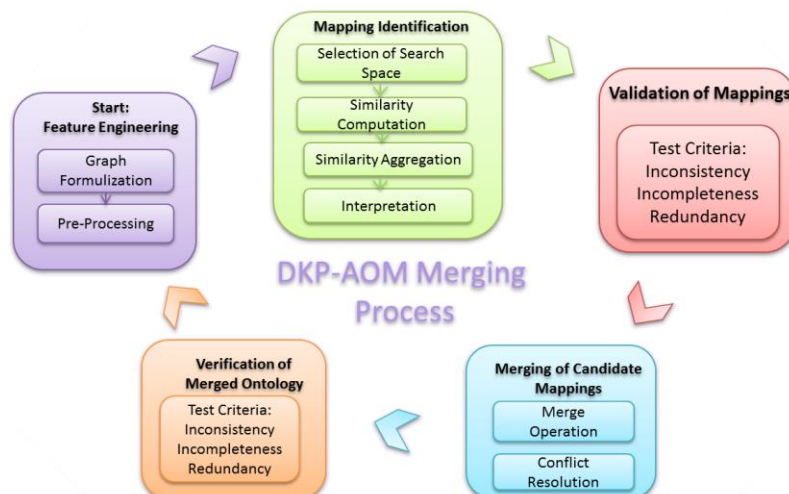 Start:
Feature Engineering
Graph
Formulization
Pre-Processing
Mapping Identification
Selection of Search
Space
Similarity
Computation
Similarity Aggregation
Interpretation
Validation of Mappings
Test Criteria:
Inconsistency
Incompleteness
Redundancy
DKP-AOM Merging
Process
Merging of Candidate
Mappings
Merge
Operation
Conflict
Resolution
Verification of
Merged Ontology
Test Criteria:
Inconsistency
Incompleteness
Redundancy